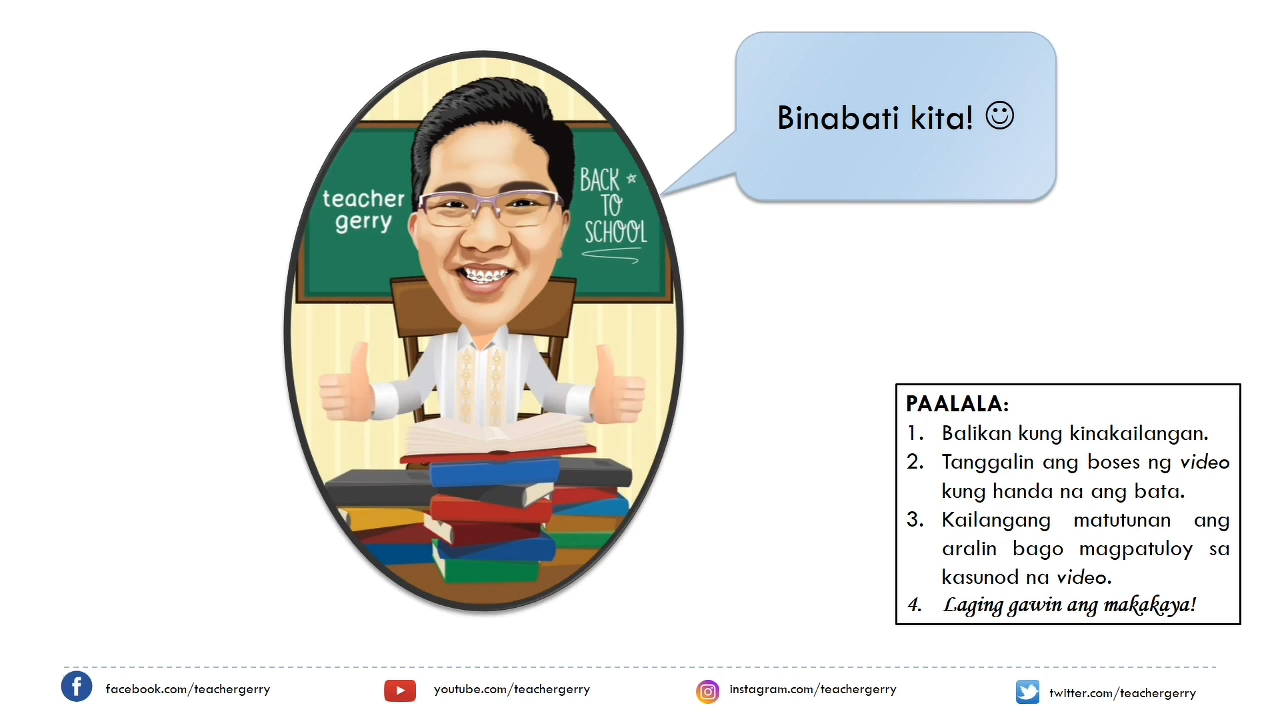 Binabati kita! ☺
teacher
gerry
BACK
TO
SCHOOL
PAALALA:
1. Balikan kung kinakailangan.
2. Tanggalin ang boses ng video
kung handa na ang bata.
3. Kailangang matutunan ang
aralin bago magpatuloy sa
kasunod na video.
4. Laging gawin ang makakaya!
facebook.com/teachergerry
youtube.com/teachergerry
instagram.com/teachergerry
twitter.com/teachergerry